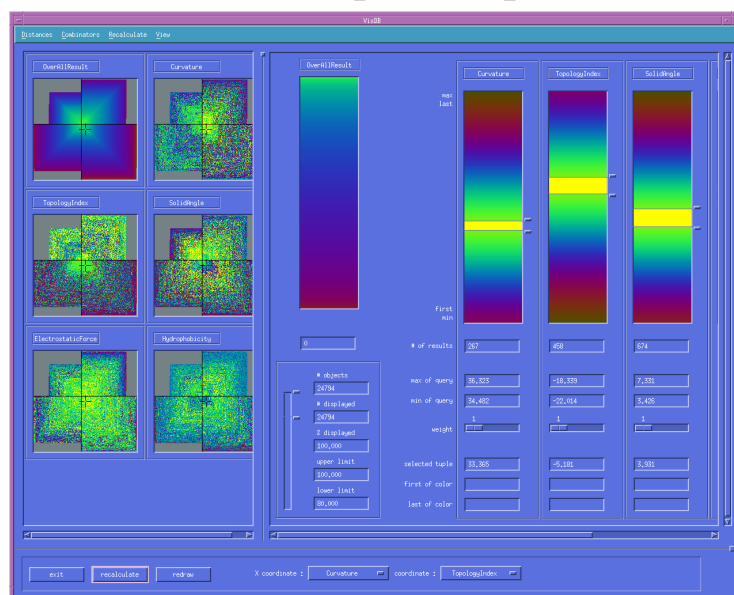 VisDB
Distances Combinators Recalculate View
OverAllResult
Curvature
TopologyIndex
SolidAngle
ElectrostaticForce
Hydrophobicity
OverAllResult
Curvature
TopologyIndex
SolidAngle
max
last
first
min
0
# of results
267
458
674
# objects
24794
# displayed
24794
% displayed
100,000
upper limit
100,000
lower limit
80,000
max of query
36,323
-18,339
7,331
min of query
34,482
-22,014
3,426
weight
1
1
1
selected tuple
33,365
-5,181
3,931
first of color
last of color
exit
recalculate
redraw
X coordinate :
Curvature
coordinate :
TopologyIndex